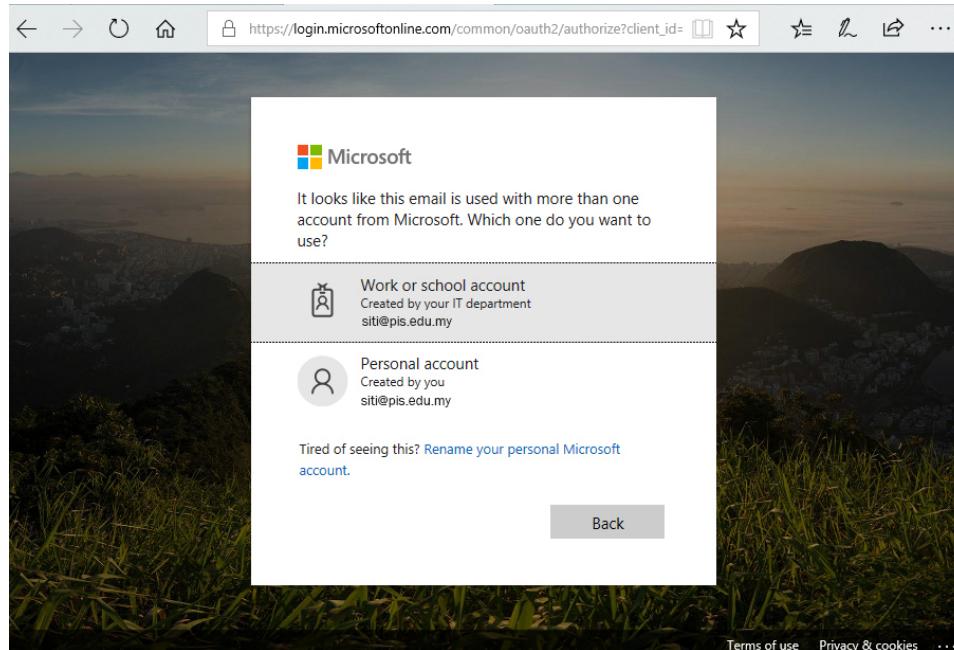 https://login.microsoftonline.com/common/oauth2/authorize?client_id=
Microsoft
It looks like this email is used with more than one
account from Microsoft. Which one do you want to
use?
Work or school account
Created by your IT department
siti@pis.edu.my
Personal account
Created by you
siti@pis.edu.my
Tired of seeing this? Rename your personal Microsoft
account.
Back
Terms of use Privacy & cookies ...